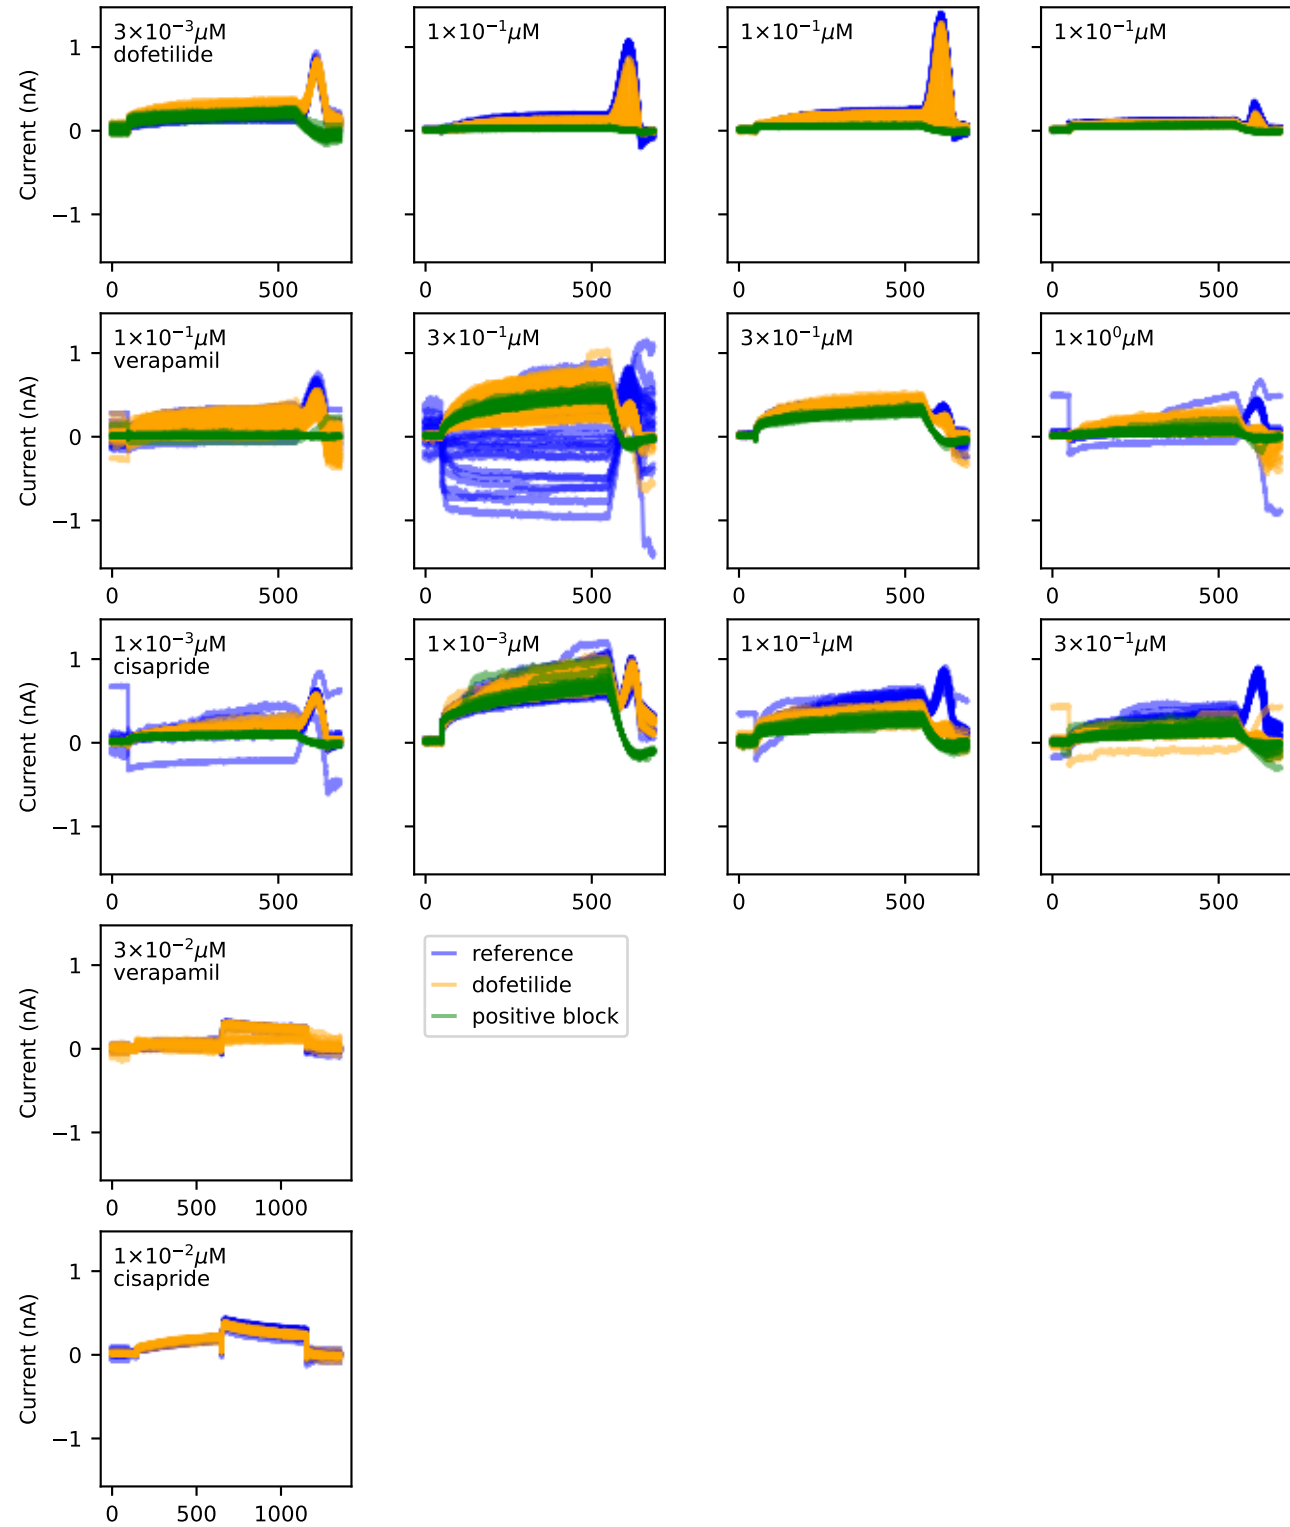 3×10⁻³μM
dofetilide
1×10⁻¹μM
1×10⁻¹μM
1×10⁻¹μM
Current (nA)
1
0
−1
0 500
0 500
0 500
0 500
1×10⁻¹μM
verapamil
3×10⁻¹μM
3×10⁻¹μM
1×10⁰μM
Current (nA)
1
0
−1
0 500
0 500
0 500
0 500
1×10⁻³μM
cisapride
1×10⁻³μM
1×10⁻¹μM
3×10⁻¹μM
Current (nA)
1
0
−1
0 500
0 500
0 500
0 500
3×10⁻²μM
verapamil
Current (nA)
1
0
−1
0 500 1000
reference
dofetilide
positive block
1×10⁻²μM
cisapride
Current (nA)
1
0
−1
0 500 1000